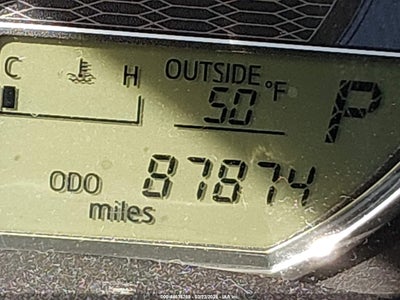 C H OUTSIDE °F
50 P
ODO 87874
miles